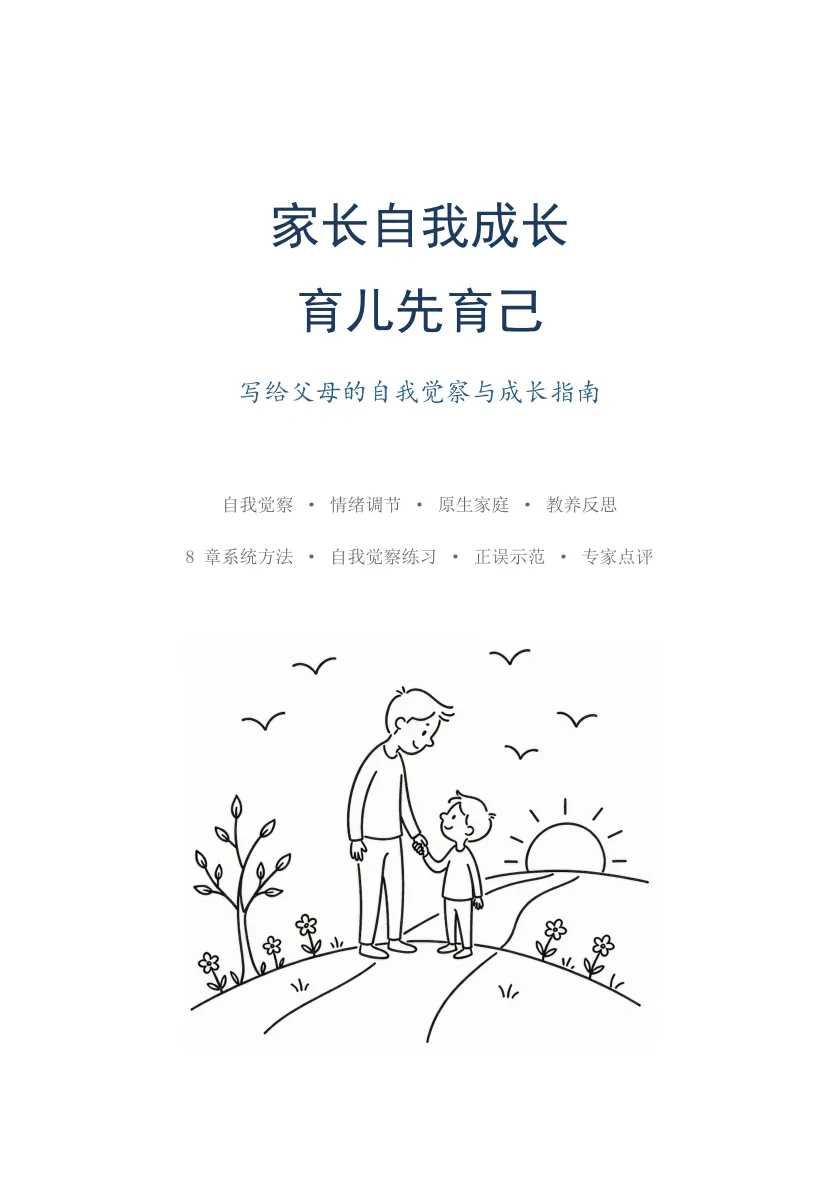 家长自我成长
育儿先育己
写给父母的自我觉察与成长指南
自我觉察 • 情绪调节 • 原生家庭 • 教养反思
8 章系统方法 • 自我觉察练习 • 正误示范 • 专家点评